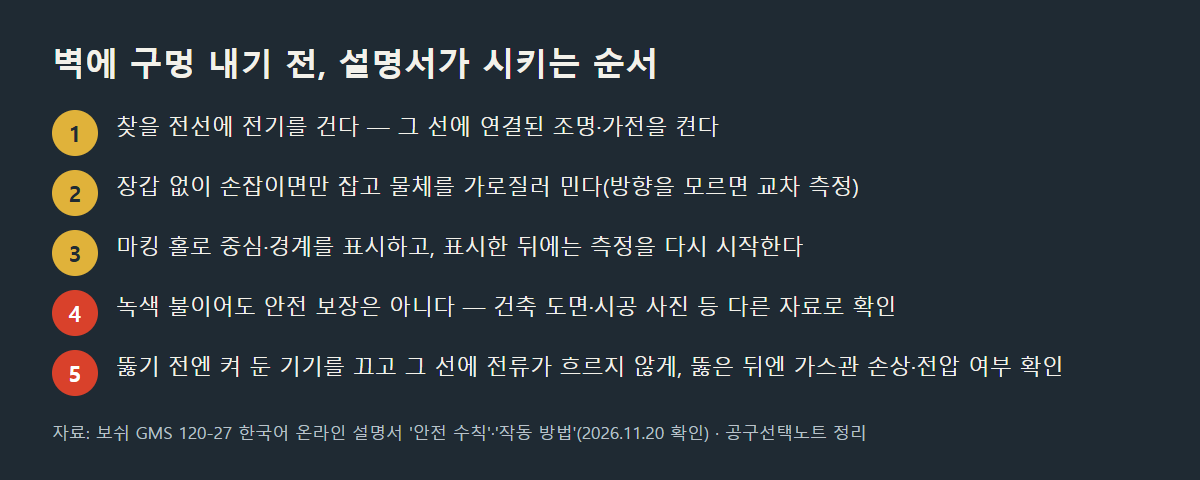 벽에 구멍 내기 전, 설명서가 시키는 순서
1 찾을 전선에 전기를 건다 — 그 선에 연결된 조명·가전을 켠다
2 장갑 없이 손잡이면만 잡고 물체를 가로질러 민다(방향을 모르면 교차 측정)
3 마킹 홀로 중심·경계를 표시하고, 표시한 뒤에는 측정을 다시 시작한다
4 녹색 불이어도 안전 보장은 아니다 — 건축 도면·시공 사진 등 다른 자료로 확인
5 뚫기 전엔 켜 둔 기기를 끄고 그 선에 전류가 흐르지 않게, 뚫은 뒤엔 가스관 손상·전압 여부 확인
자료: 보쉬 GMS 120-27 한국어 온라인 설명서 '안전 수칙'·'작동 방법'(2026.11.20 확인) · 공구선택노트 정리